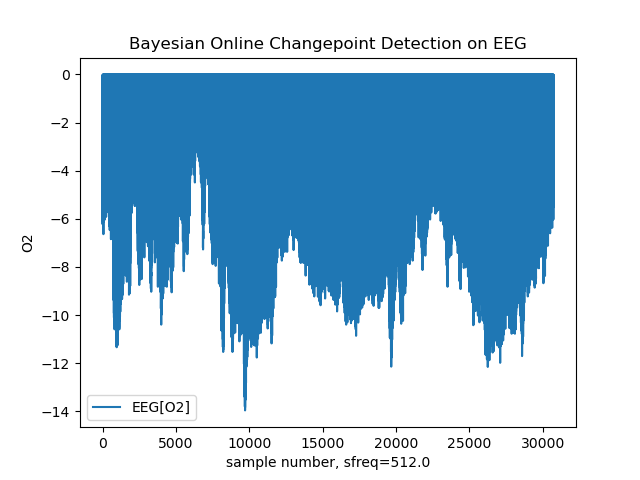 Bayesian Online Changepoint Detection on EEG
0
−2
−4
−6
−8
−10
−12
−14
O2
EEG[O2]
0 5000 10000 15000 20000 25000 30000
sample number, sfreq=512.0